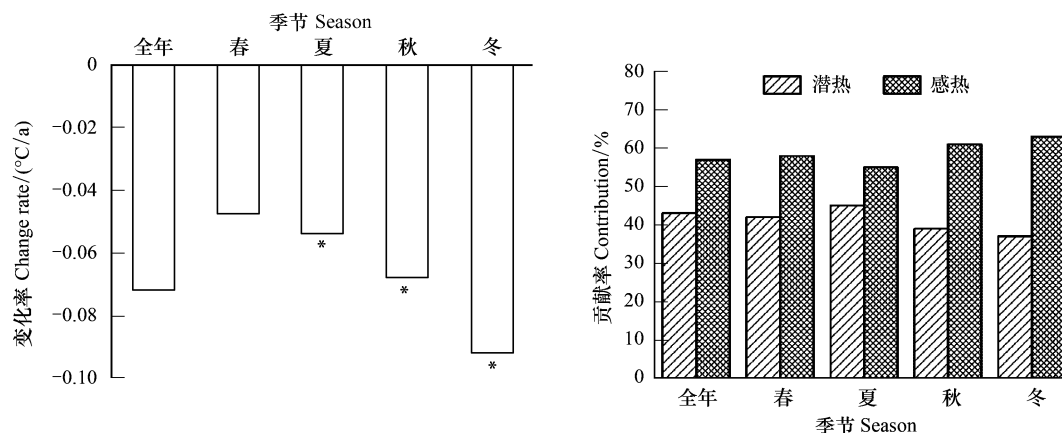 季节 Season
全年 春 夏 秋 冬
0
-0.02
-0.04
-0.06
-0.08
-0.10
变化率 Change rate/(℃/a)
*
*
*
80
70
60
50
40
30
20
10
0
贡献率 Contribution/%
潜热 感热
全年 春 夏 秋 冬
季节 Season